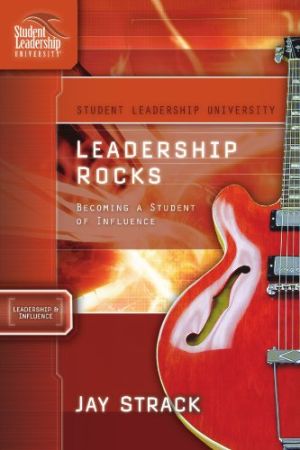 Student
Leadership
UNIVERSITY
STUDENT LEADERSHIP UNIVERSITY
LEADERSHIP
ROCKS
BECOMING A STUDENT
OF INFLUENCE
LEADERSHIP &
INFLUENCE
JAY STRACK